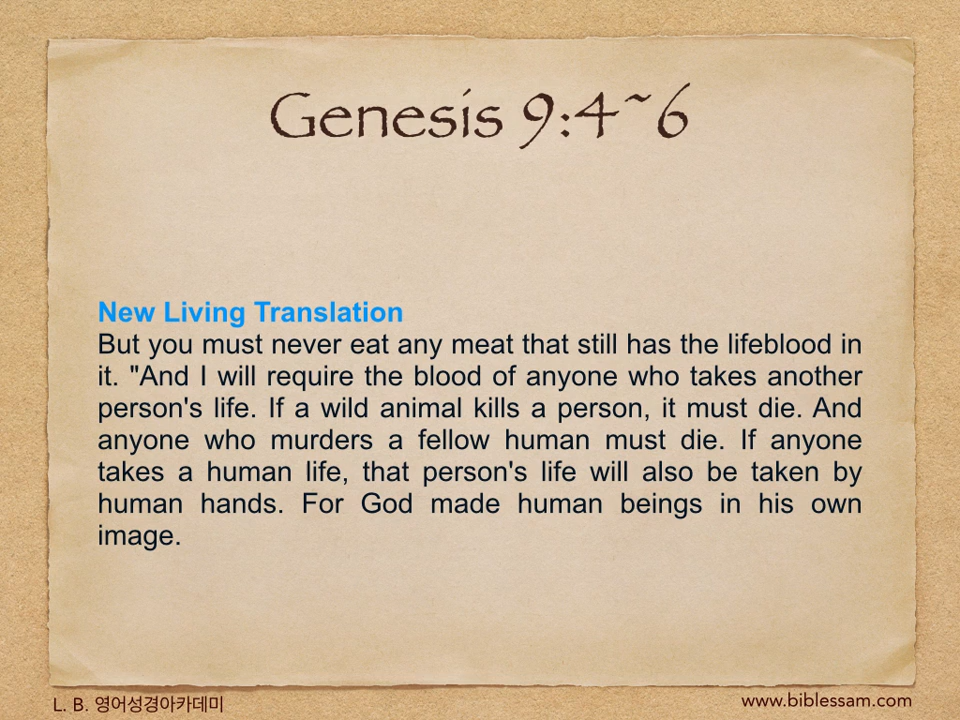 Genesis 9:4~6
New Living Translation
But you must never eat any meat that still has the lifeblood in
it. "And I will require the blood of anyone who takes another
person's life. If a wild animal kills a person, it must die. And
anyone who murders a fellow human must die. If anyone
takes a human life, that person's life will also be taken by
human hands. For God made human beings in his own
image.
L. B. 영어성경아카데미
www.biblessam.com